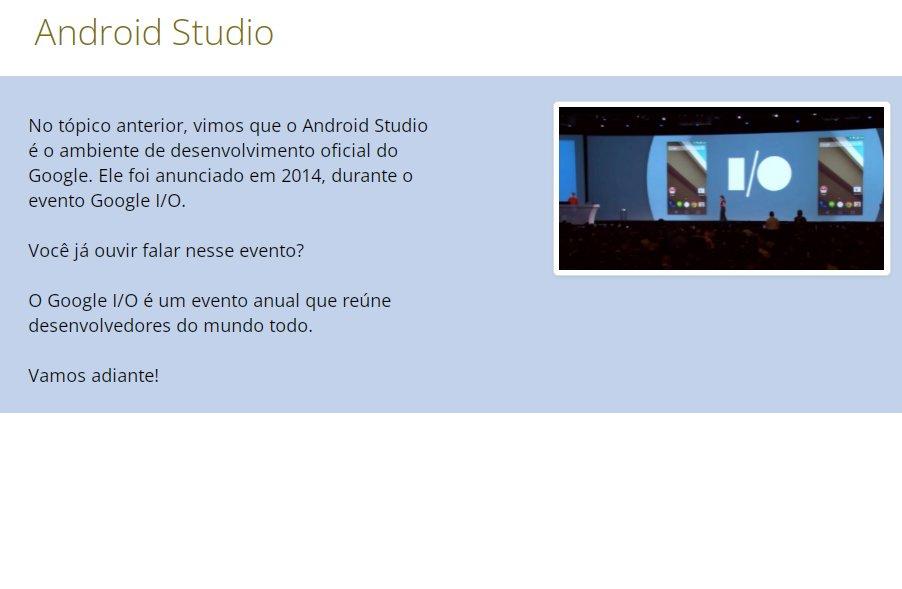 Android Studio
No tópico anterior, vimos que o Android Studio
é o ambiente de desenvolvimento oficial do
Google. Ele foi anunciado em 2014, durante o
evento Google I/O.
Você já ouvir falar nesse evento?
O Google I/O é um evento anual que reúne
desenvolvedores do mundo todo.
Vamos adiante!
I/O